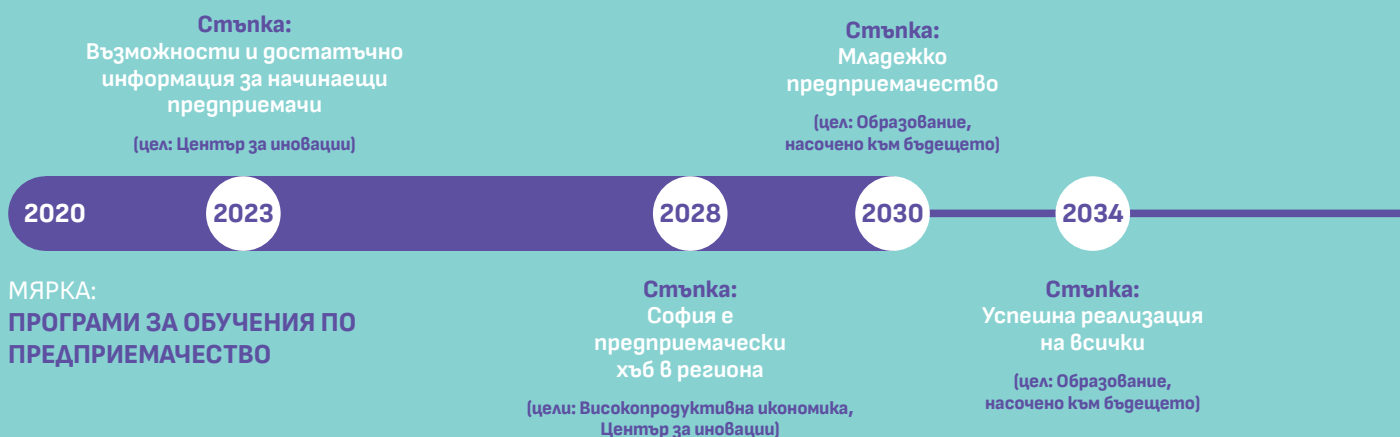 Стъпка:
Възможности и достатъчно
информация за начинаещи
предприемачи
(цел: Център за иновации)
Стъпка:
Младежко
предприемачество
(цел: Образование,
насочено към бъдещето)
2020
2023
2028
2030
2034
МЯРКА:
ПРОГРАМИ ЗА ОБУЧЕНИЯ ПО
ПРЕДПРИЕМАЧЕСТВО
Стъпка:
София е
предприемачески
хъб в региона
(цели: Високопродуктивна икономика,
Център за иновации)
Стъпка:
Успешна реализация
на всички
(цел: Образование,
насочено към бъдещето)